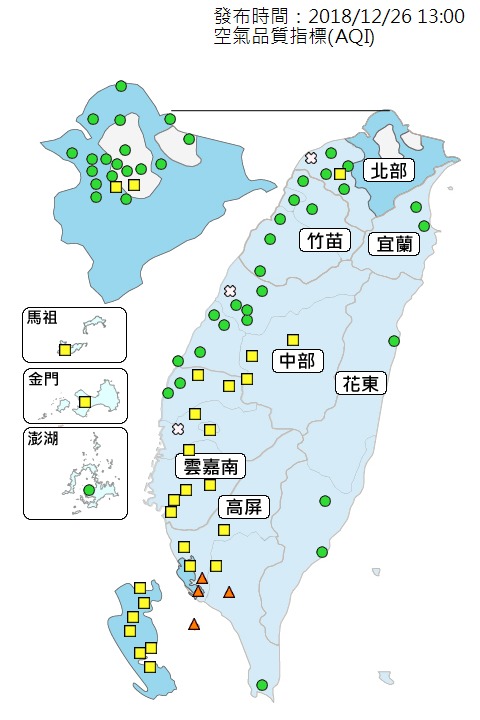 發布時間：2018/12/26 13:00
空氣品質指標(AQI)
北部
竹苗
宜蘭
馬祖
中部
金門
花東
澎湖
雲嘉南
高屏